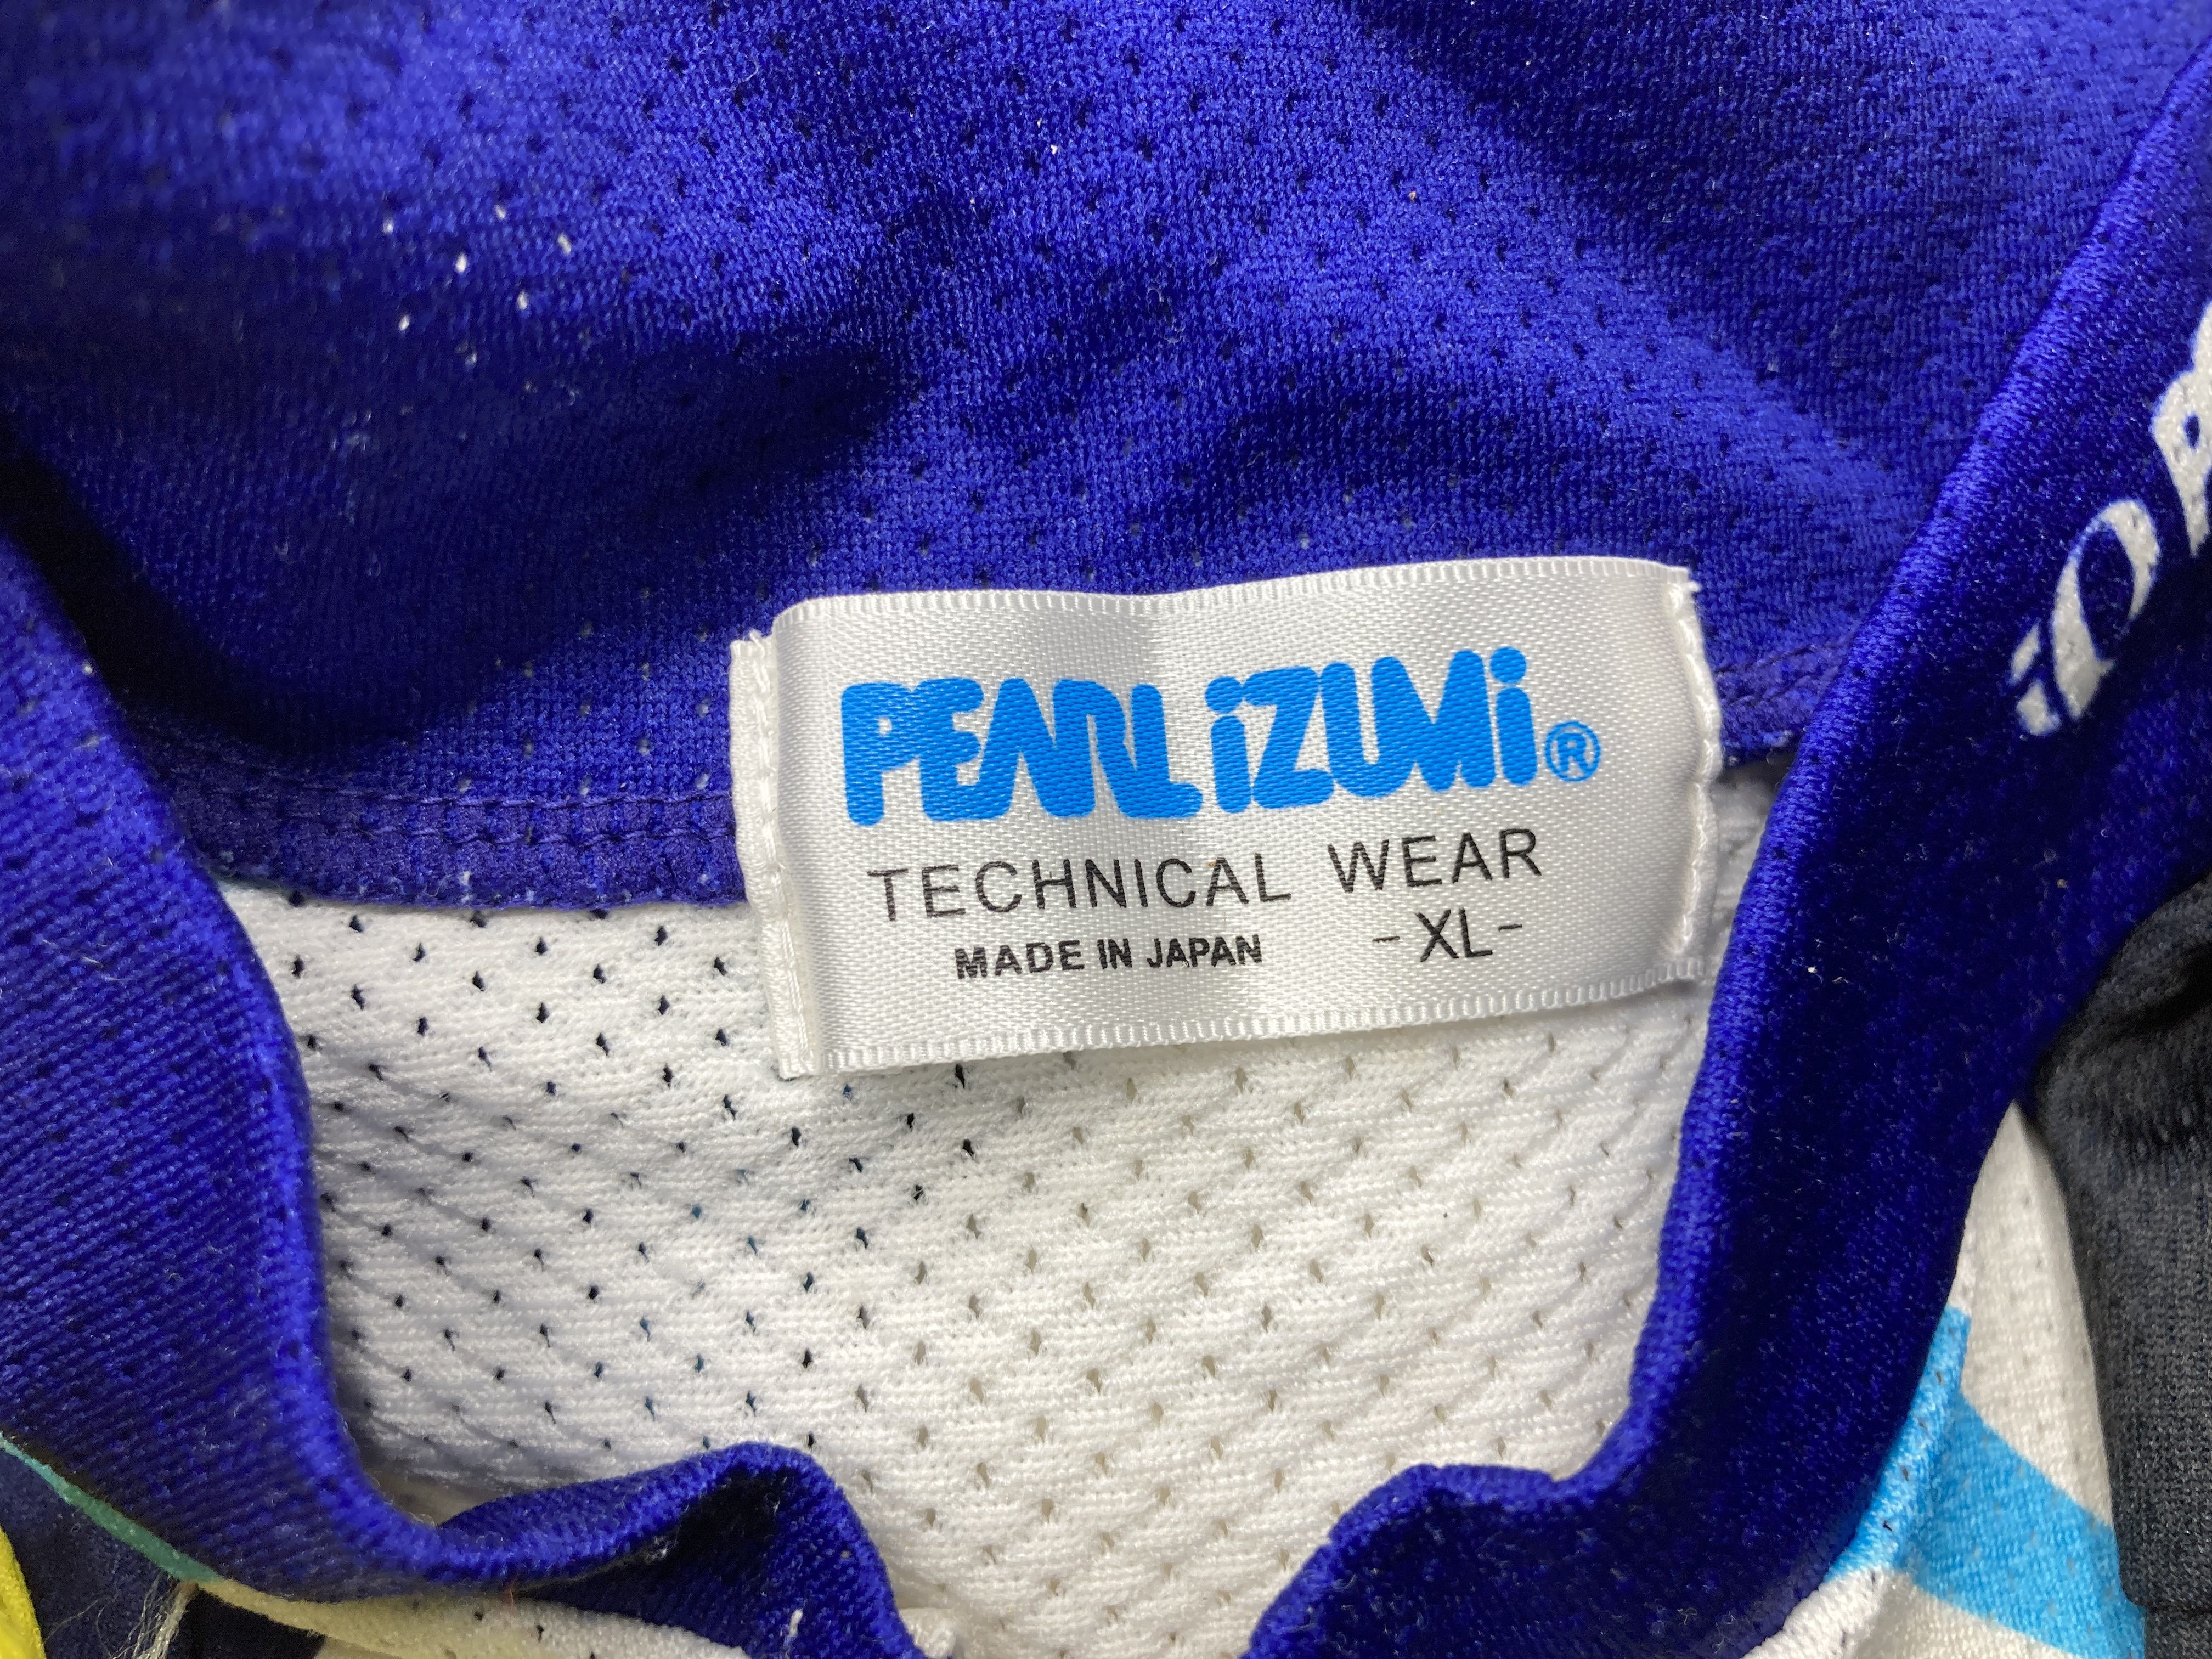 PEARL iZUMi®
TECHNICAL WEAR
MADE IN JAPAN -XL-